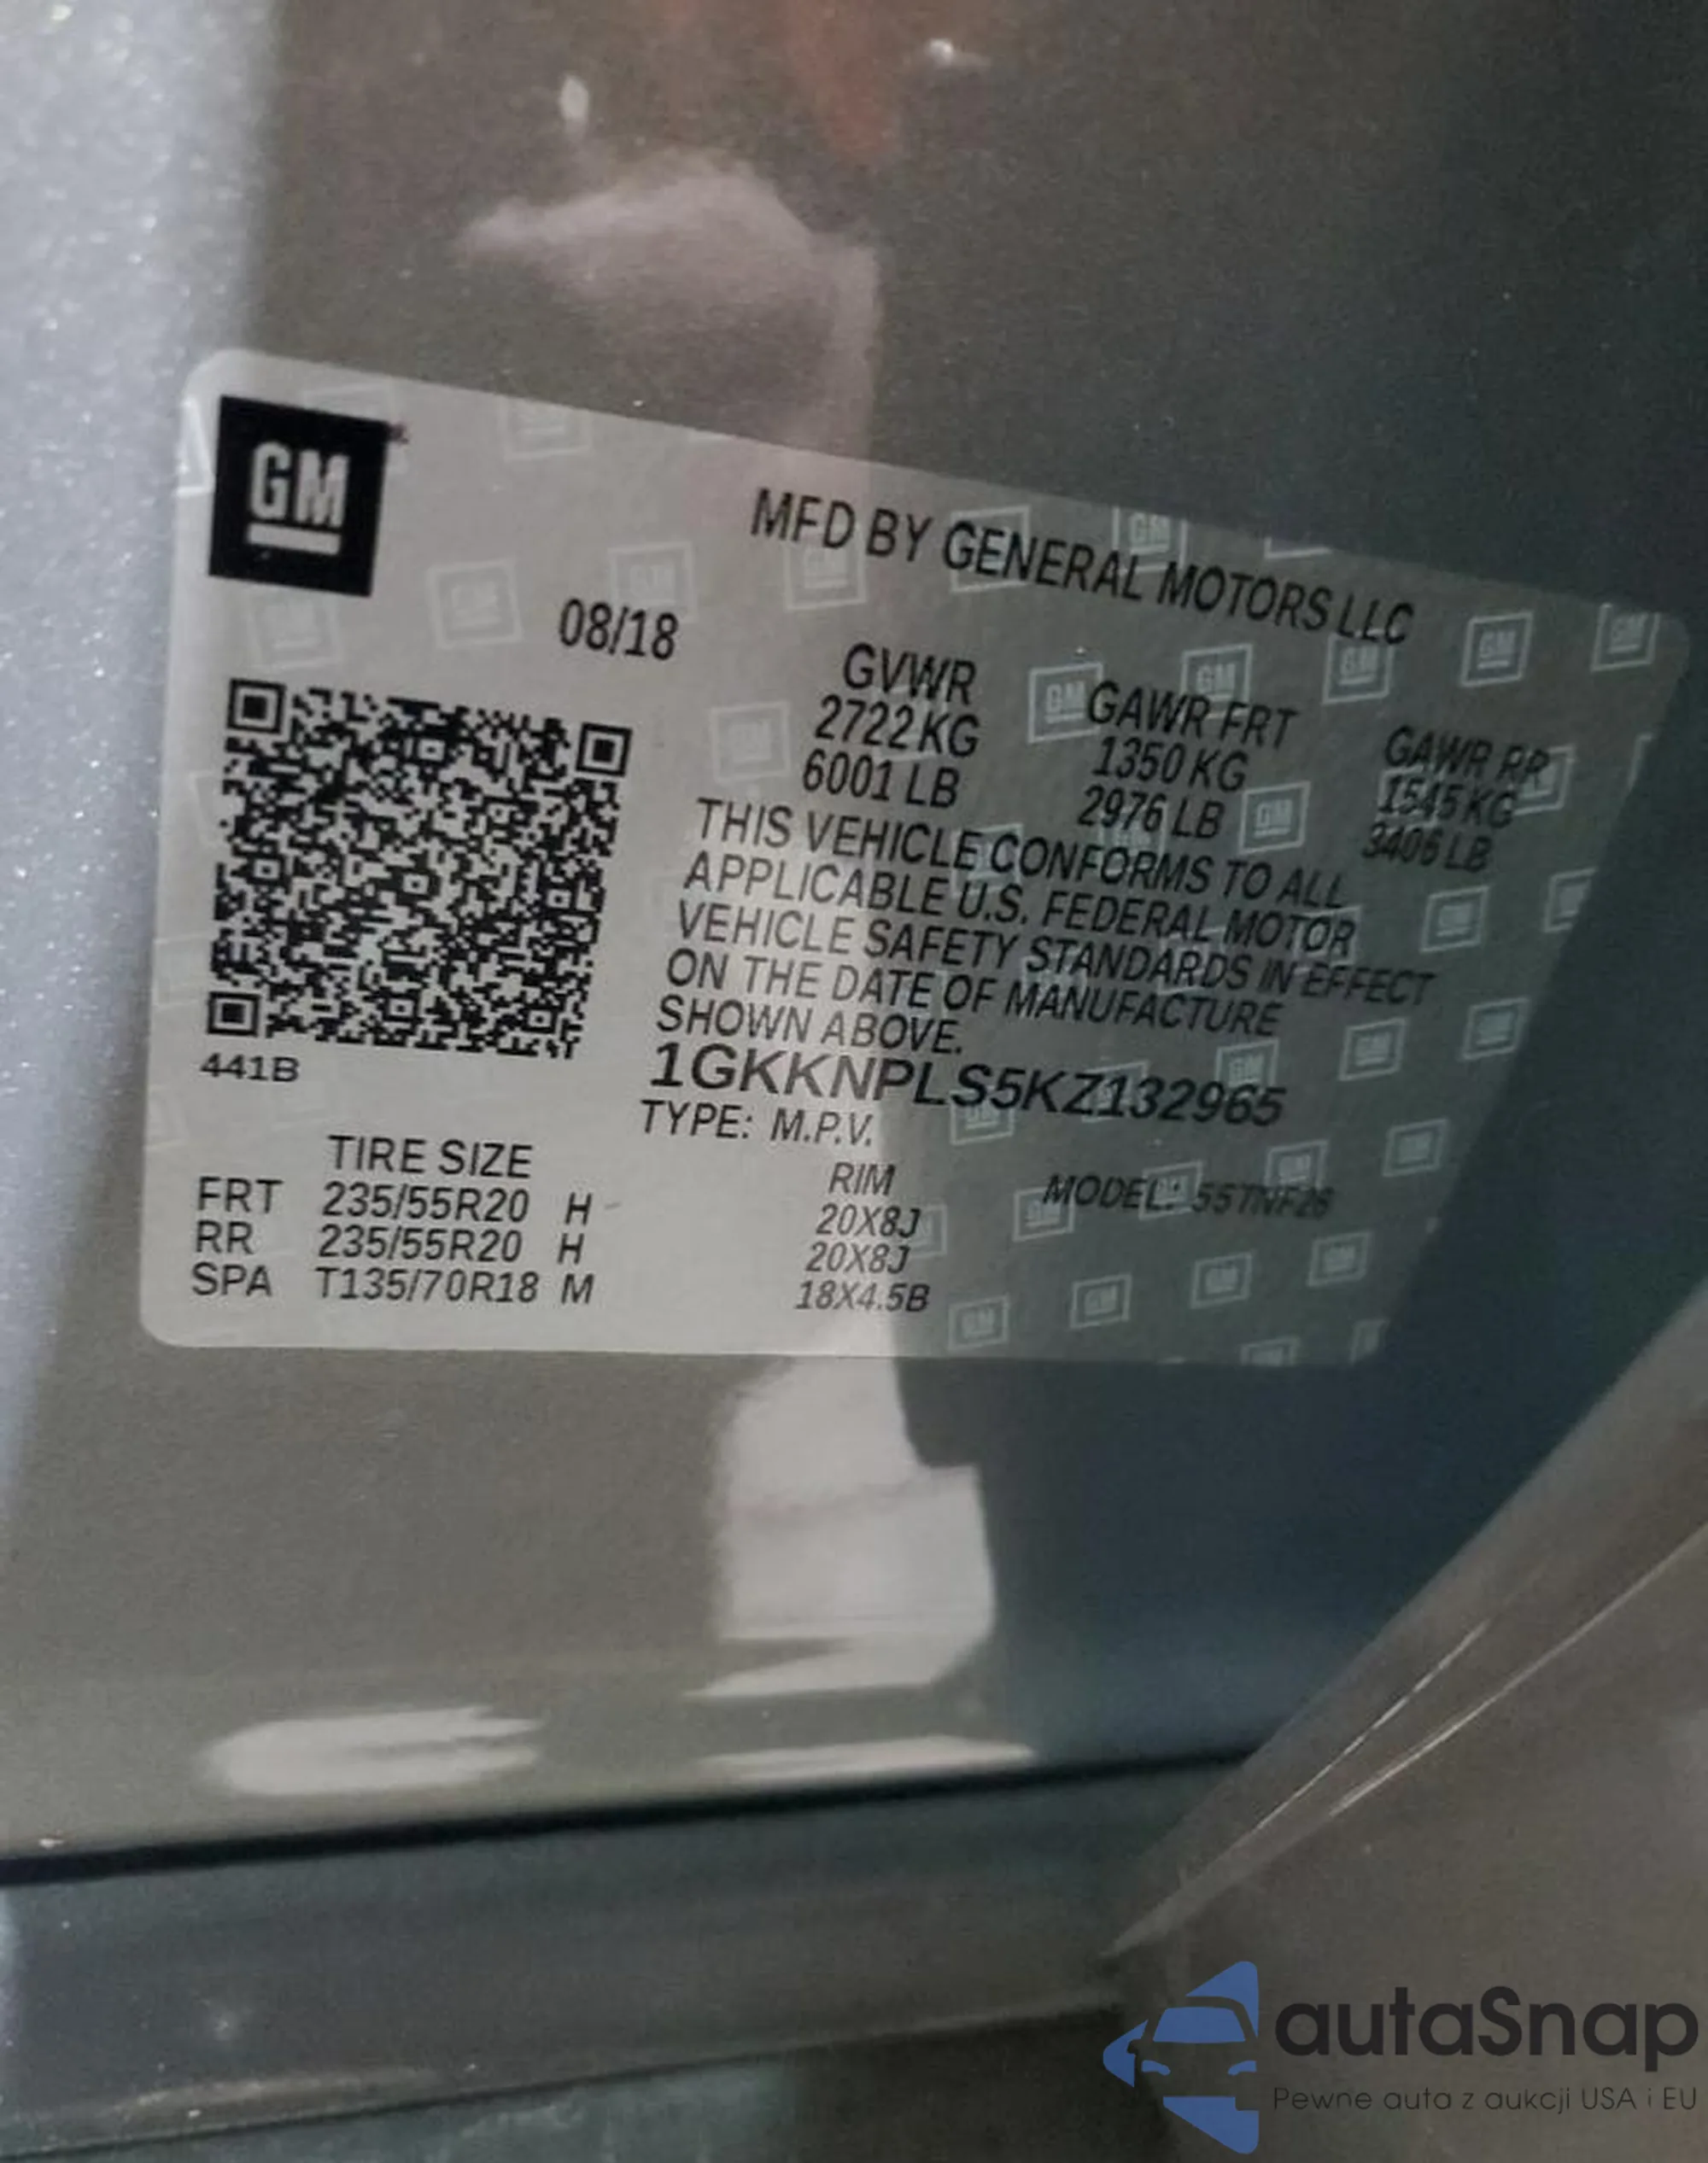 GM
MFD BY GENERAL MOTORS LLC
08/18
GVWR GAWR FRT GAWR RR
2722 KG 1350 KG 1545 KG
6001 LB 2976 LB 3406 LB
THIS VEHICLE CONFORMS TO ALL
APPLICABLE U.S. FEDERAL MOTOR
VEHICLE SAFETY STANDARDS IN EFFECT
ON THE DATE OF MANUFACTURE
SHOWN ABOVE.
441B
1GKKNPLS5KZ132965
TYPE: M.P.V. MODEL: 55TNF26
TIRE SIZE RIM
FRT 235/55R20 H 20X8J
RR 235/55R20 H 20X8J
SPA T135/70R18 M 18X4.5B
autaSnap
Pewne auta z aukcji USA i EU